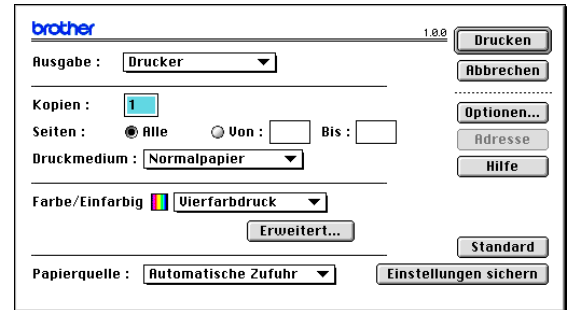 brother
1.0.0
Drucken
Ausgabe : Drucker
Abbrechen
Kopien : 1
Optionen...
Seiten : Alle Von : Bis :
Adresse
Druckmedium : Normalpapier
Hilfe
Farbe/Einfarbig Vierfarbdruck
Erweitert...
Standard
Papierquelle : Automatische Zufuhr
Einstellungen sichern